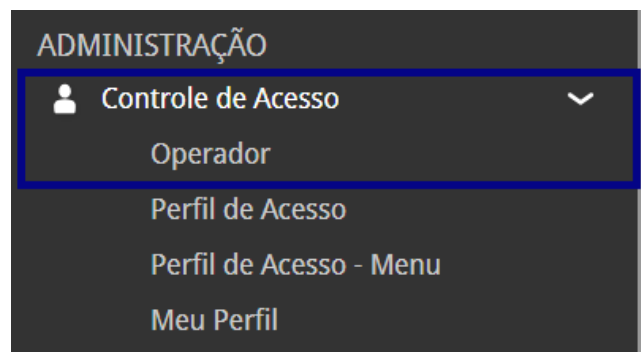 ADMINISTRAÇÃO
Controle de Acesso
Operador
Perfil de Acesso
Perfil de Acesso - Menu
Meu Perfil